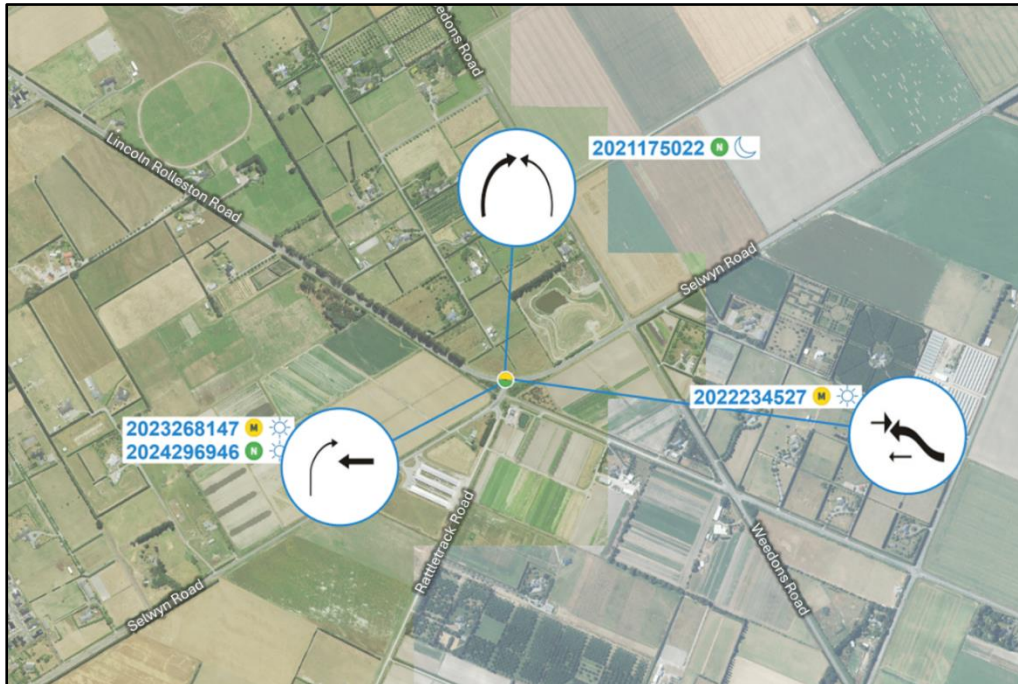 Weedons Road
Lincoln Rolleston Road
2021175022 N
Selwyn Road
2022234527 M
2023268147 M
2024296946 N
Rattletrack Road
Weedons Road
Selwyn Road